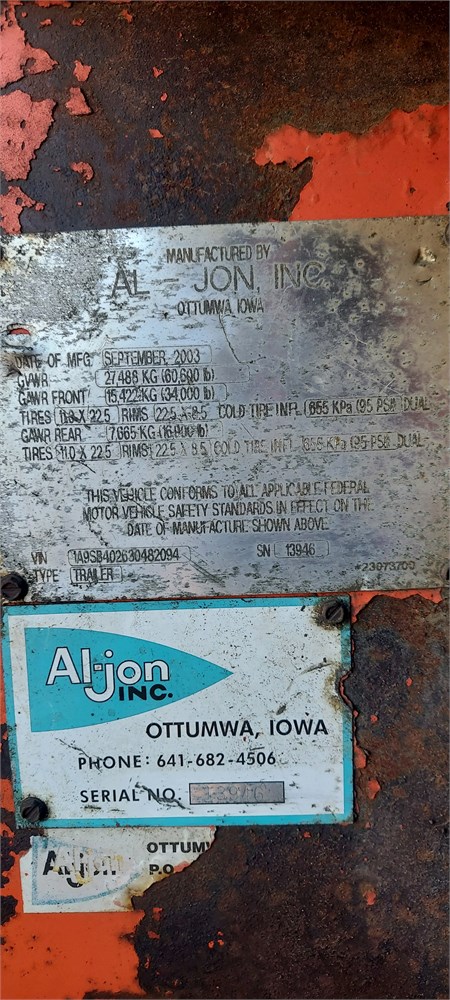 MANUFACTURED BY
AL-JON, INC.
OTTUMWA, IOWA
DATE OF MFG. SEPTEMBER, 2003
GVWR 27,488 KG (60,600 lb)
GAWR FRONT 15,422 KG (34,000 lb)
TIRES 11.0 X 22.5 RIMS 22.5 X 8.5 COLD TIRE INFL. 655 KPa (95 PSI) DUAL
GAWR REAR 7,665 KG (16,900 lb)
TIRES 11.0 X 22.5 RIMS 22.5 X 8.5 COLD TIRE INFL. 655 KPa (95 PSI) DUAL
THIS VEHICLE CONFORMS TO ALL APPLICABLE FEDERAL
MOTOR VEHICLE SAFETY STANDARDS IN EFFECT ON THE
DATE OF MANUFACTURE SHOWN ABOVE.
VIN 1A9S8402630482094 SN 13946
TYPE TRAILER 23073700
Al-jon
INC.
OTTUMWA, IOWA
PHONE: 641-682-4506
SERIAL NO.
OTTUMW
P.O.